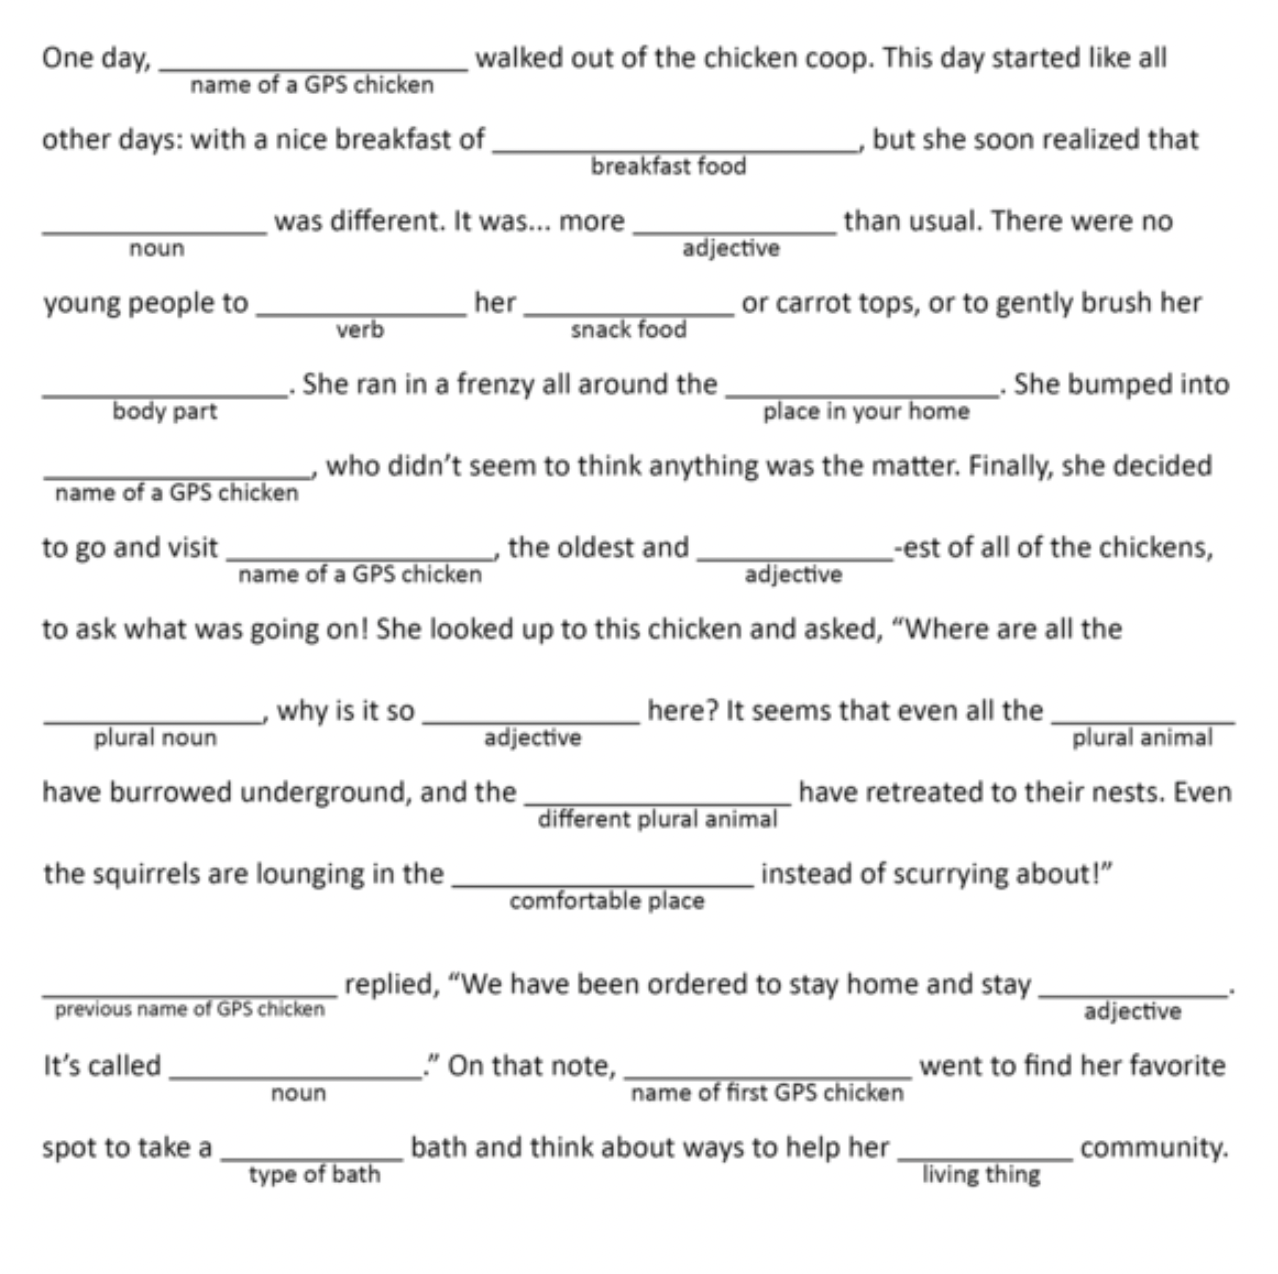 One day, ____________________ walked out of the chicken coop. This day started like all
name of a GPS chicken
other days: with a nice breakfast of ________________________, but she soon realized that
breakfast food
_______________ was different. It was... more _____________ than usual. There were no
noun adjective
young people to ______________ her ______________ or carrot tops, or to gently brush her
verb snack food
________________. She ran in a frenzy all around the __________________. She bumped into
body part place in your home
__________________, who didn’t seem to think anything was the matter. Finally, she decided
name of a GPS chicken
to go and visit __________________, the oldest and _____________-est of all of the chickens,
name of a GPS chicken adjective
to ask what was going on! She looked up to this chicken and asked, “Where are all the
______________, why is it so ______________ here? It seems that even all the ____________
plural noun adjective plural animal
have burrowed underground, and the _________________ have retreated to their nests. Even
different plural animal
the squirrels are lounging in the ____________________ instead of scurrying about!”
comfortable place
___________________ replied, “We have been ordered to stay home and stay ____________.
previous name of GPS chicken adjective
It’s called ________________.” On that note, ___________________ went to find her favorite
noun name of first GPS chicken
spot to take a ____________ bath and think about ways to help her ___________ community.
type of bath living thing